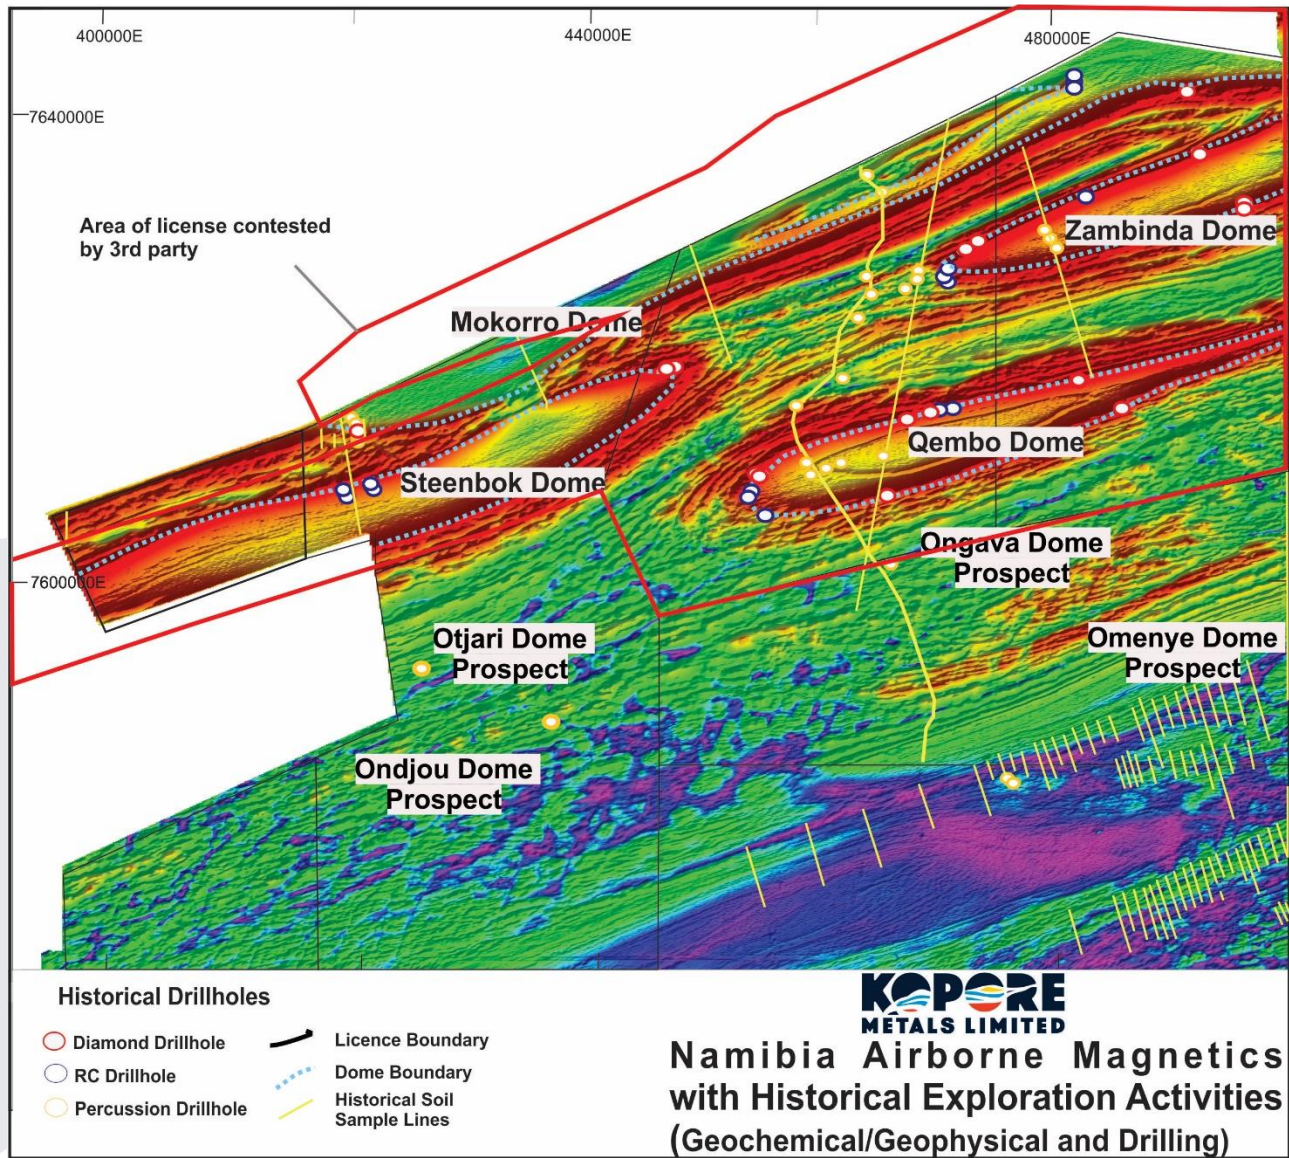 400000E
440000E
480000E
7640000E
Area of license contested
by 3rd party
Zambinda Dome
Mokorro Dome
Qembo Dome
Steenbok Dome
Ongava Dome
Prospect
7600000E
Otjari Dome
Prospect
Omenye Dome
Prospect
Ondjou Dome
Prospect
Historical Drillholes
Diamond Drillhole
RC Drillhole
Percussion Drillhole
Licence Boundary
Dome Boundary
Historical Soil
Sample Lines
KOPORE
METALS LIMITED
Namibia Airborne Magnetics
with Historical Exploration Activities
(Geochemical/Geophysical and Drilling)